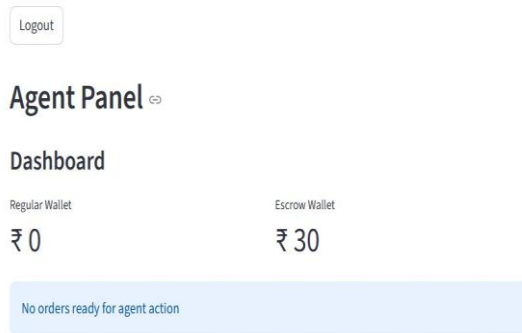 Logout
Agent Panel
Dashboard
Regular Wallet
Escrow Wallet
₹ 0
₹ 30
No orders ready for agent action